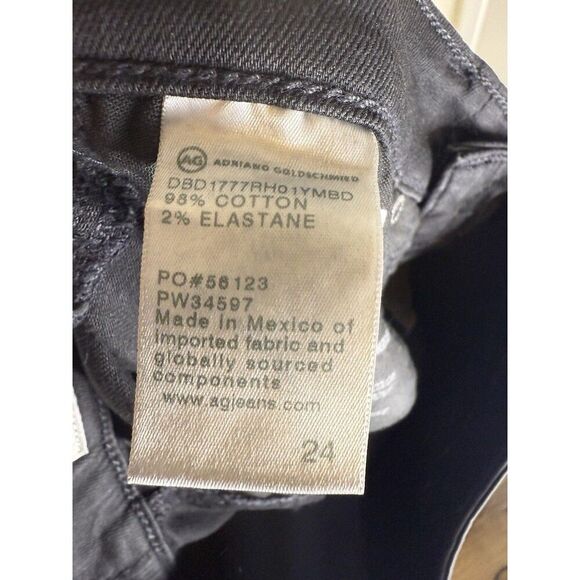 AG ADRIANO GOLDSCHMIED
DBD1777RH01YMBD
98% COTTON
2% ELASTANE
PO#56123
PW34597
Made in Mexico of
imported fabric and
globally sourced
components
www.agjeans.com
24